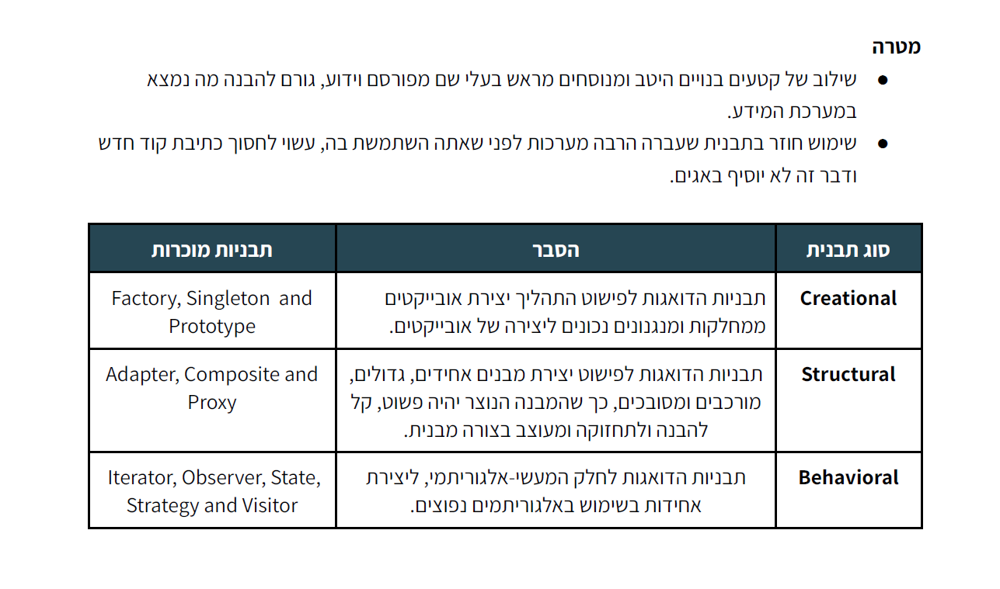 מטרה
● שילוב של קטעים בנויים היטב ומנוסחים מראש בעלי שם מפורסם וידוע, גורם להבנה מה נמצא
במערכת המידע.
● שימוש חוזר בתבנית שעברה הרבה מערכות לפני שאתה השתמשת בה, עשוי לחסוך כתיבת קוד חדש
ודבר זה לא יוסיף באגים.
סוג תבנית
הסבר
תבניות מוכרות
Creational
תבניות הדואגות לפישוט התהליך יצירת אובייקטים
ממחלקות ומנגנונים נכונים ליצירה של אובייקטים.
Factory, Singleton  and
Prototype
Structural
תבניות הדואגות לפישוט יצירת מבנים אחידים, גדולים,
מורכבים ומסובכים, כך שהמבנה הנוצר יהיה פשוט, קל
להבנה ולתחזוקה ומעוצב בצורה מבנית.
Adapter, Composite and
Proxy
Behavioral
תבניות הדואגות לחלק המעשי-אלגוריתמי, ליצירת
אחידות בשימוש באלגוריתמים נפוצים.
Iterator, Observer, State,
Strategy and Visitor